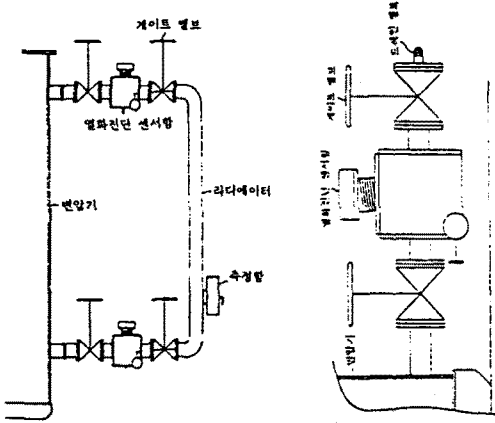 게이트 밸브
열화진단 센서함
변압기
라디에이터
측정함
드레인 밸브
게이트 밸브
열화진단 센서함
변압기